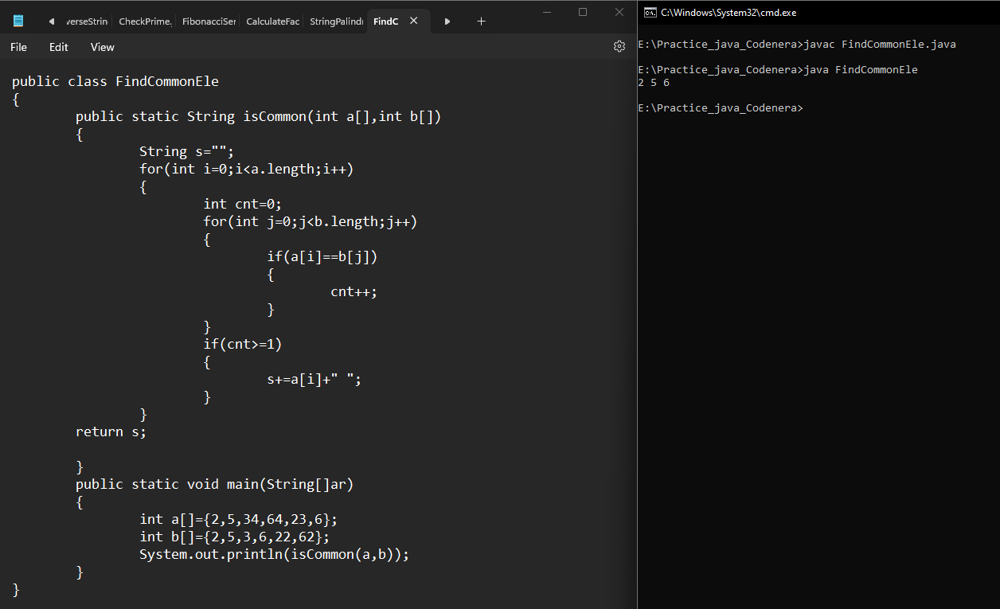 verseStrin CheckPrime. FibonacciSer CalculateFac StringPalindi FindC
File Edit View
public class FindCommonEle
{
public static String isCommon(int a[],int b[])
{
String s="";
for(int i=0;i<a.length;i++)
{
int cnt=0;
for(int j=0;j<b.length;j++)
{
if(a[i]==b[j])
{
cnt++;
}
}
if(cnt>=1)
{
s+=a[i]+" ";
}
}
return s;
}
public static void main(String[]ar)
{
int a[]={2,5,34,64,23,6};
int b[]={2,5,3,6,22,62};
System.out.println(isCommon(a,b));
}
}
C:\Windows\System32\cmd.exe
E:\Practice_java_Codenera>javac FindCommonEle.java
E:\Practice_java_Codenera>java FindCommonEle
2 5 6
E:\Practice_java_Codenera>